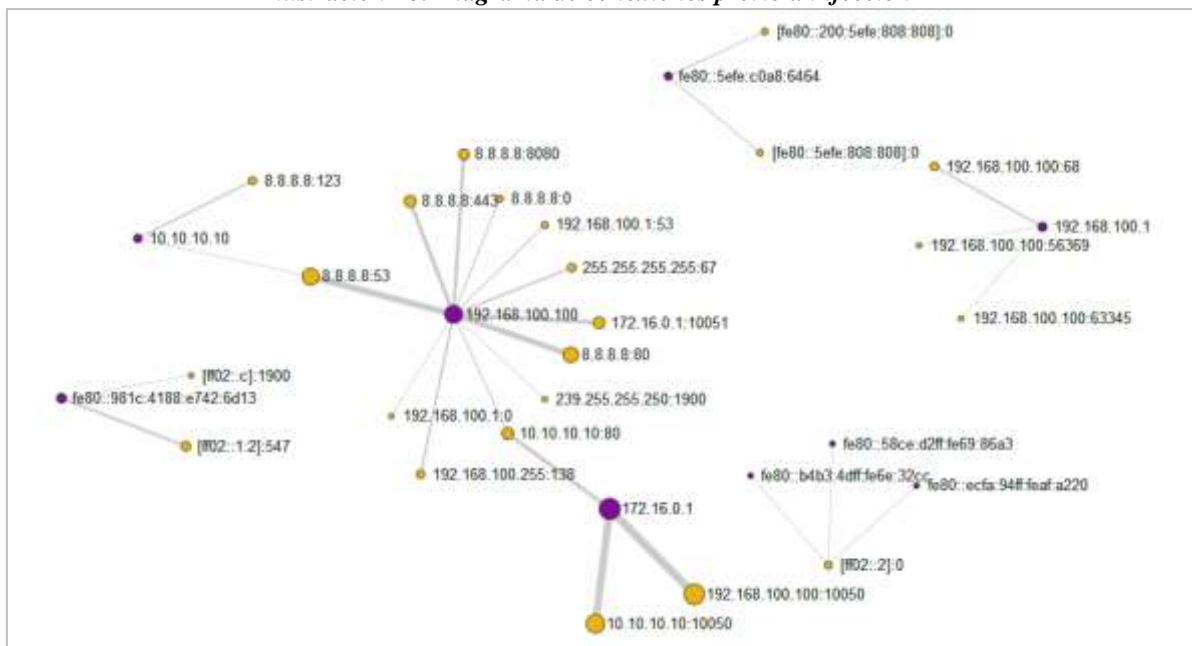 [fe80::200:5efe:808:808]:0
fe80::5efe:c0a8:6464
[fe80::5efe:808:808]:0
8.8.8.8:8080
8.8.8.8:123
8.8.8.8:443
8.8.8.8:0
192.168.100.100:68
192.168.100.1:53
192.168.100.1
10.10.10.10
192.168.100.100:56369
255.255.255.255:67
8.8.8.8:53
192.168.100.100
172.16.0.1:10051
192.168.100.100:63345
8.8.8.8:80
[ff02::c]:1900
fe80::981c:4188:e742:6d13
239.255.255.250:1900
192.168.100.1:0
10.10.10.10:80
[ff02::1:2]:547
fe80::58ce:d2ff:fe69:86a3
192.168.100.255:138
fe80::b4b3:4dff:fe6e:32cc
fe80::ecfa:94ff:feaf:a220
172.16.0.1
[ff02::2]:0
192.168.100.100:10050
10.10.10.10:10050